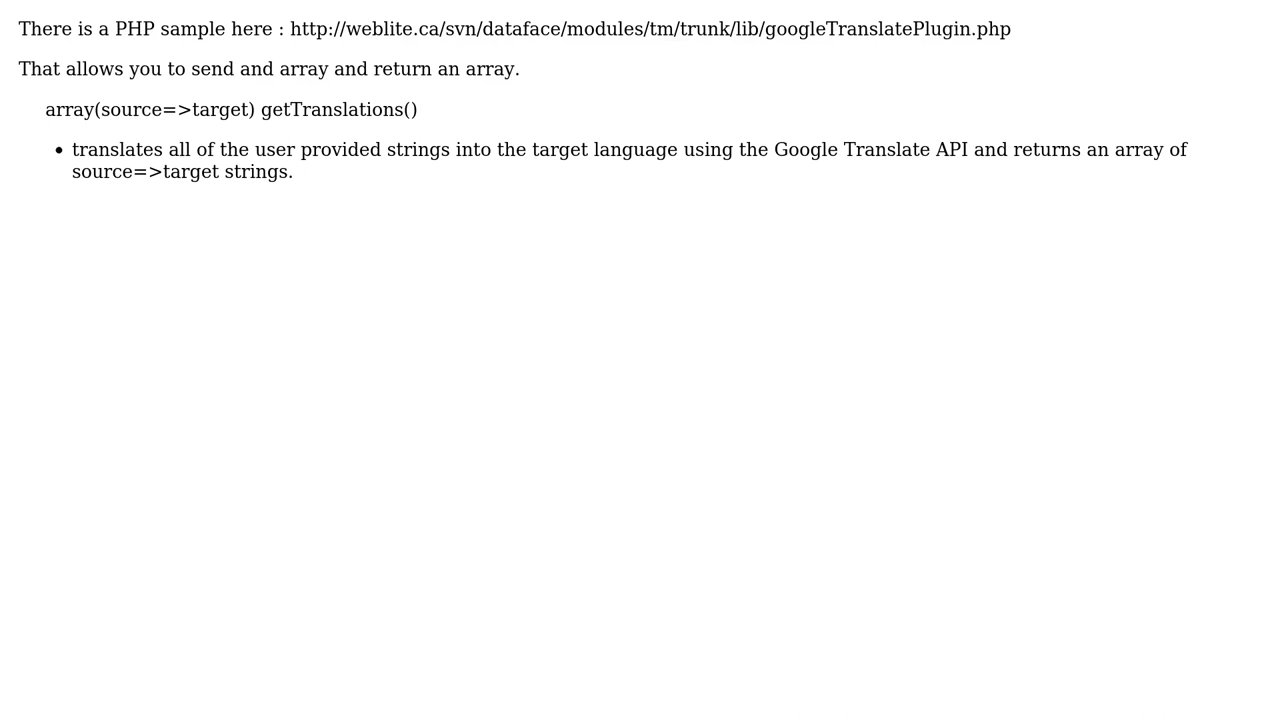 There is a PHP sample here : http://weblite.ca/svn/dataface/modules/tm/trunk/lib/googleTranslatePlugin.php
That allows you to send and array and return an array.
array(source=>target) getTranslations()
• translates all of the user provided strings into the target language using the Google Translate API and returns an array of
source=>target strings.